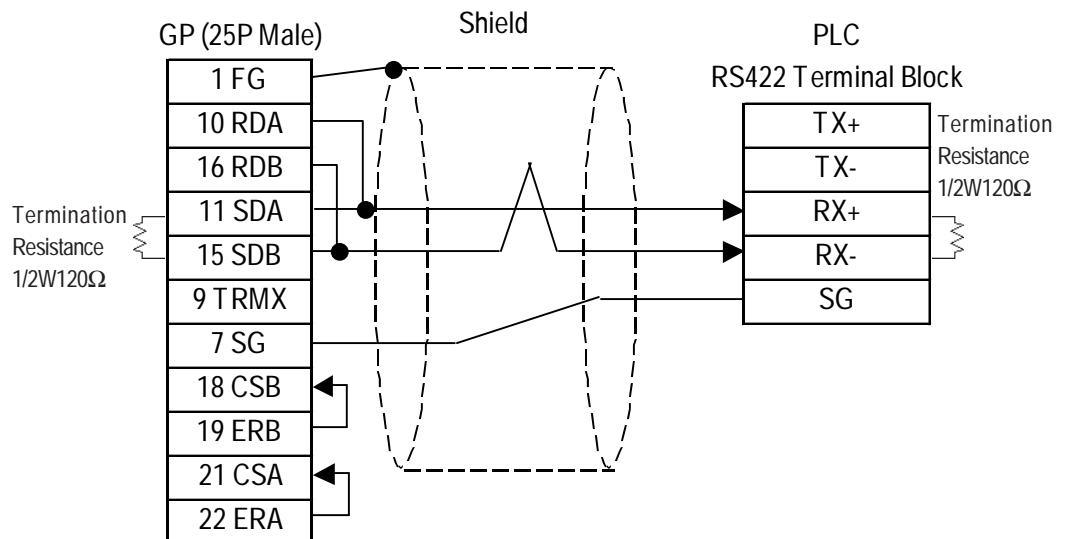 Shield
GP (25P Male)
1 FG
10 RDA
16 RDB
11 SDA
15 SDB
9 TRMX
7 SG
18 CSB
19 ERB
21 CSA
22 ERA
Termination
Resistance
1/2W120Ω
PLC
RS422 Terminal Block
TX+
TX-
RX+
RX-
SG
Termination
Resistance
1/2W120Ω